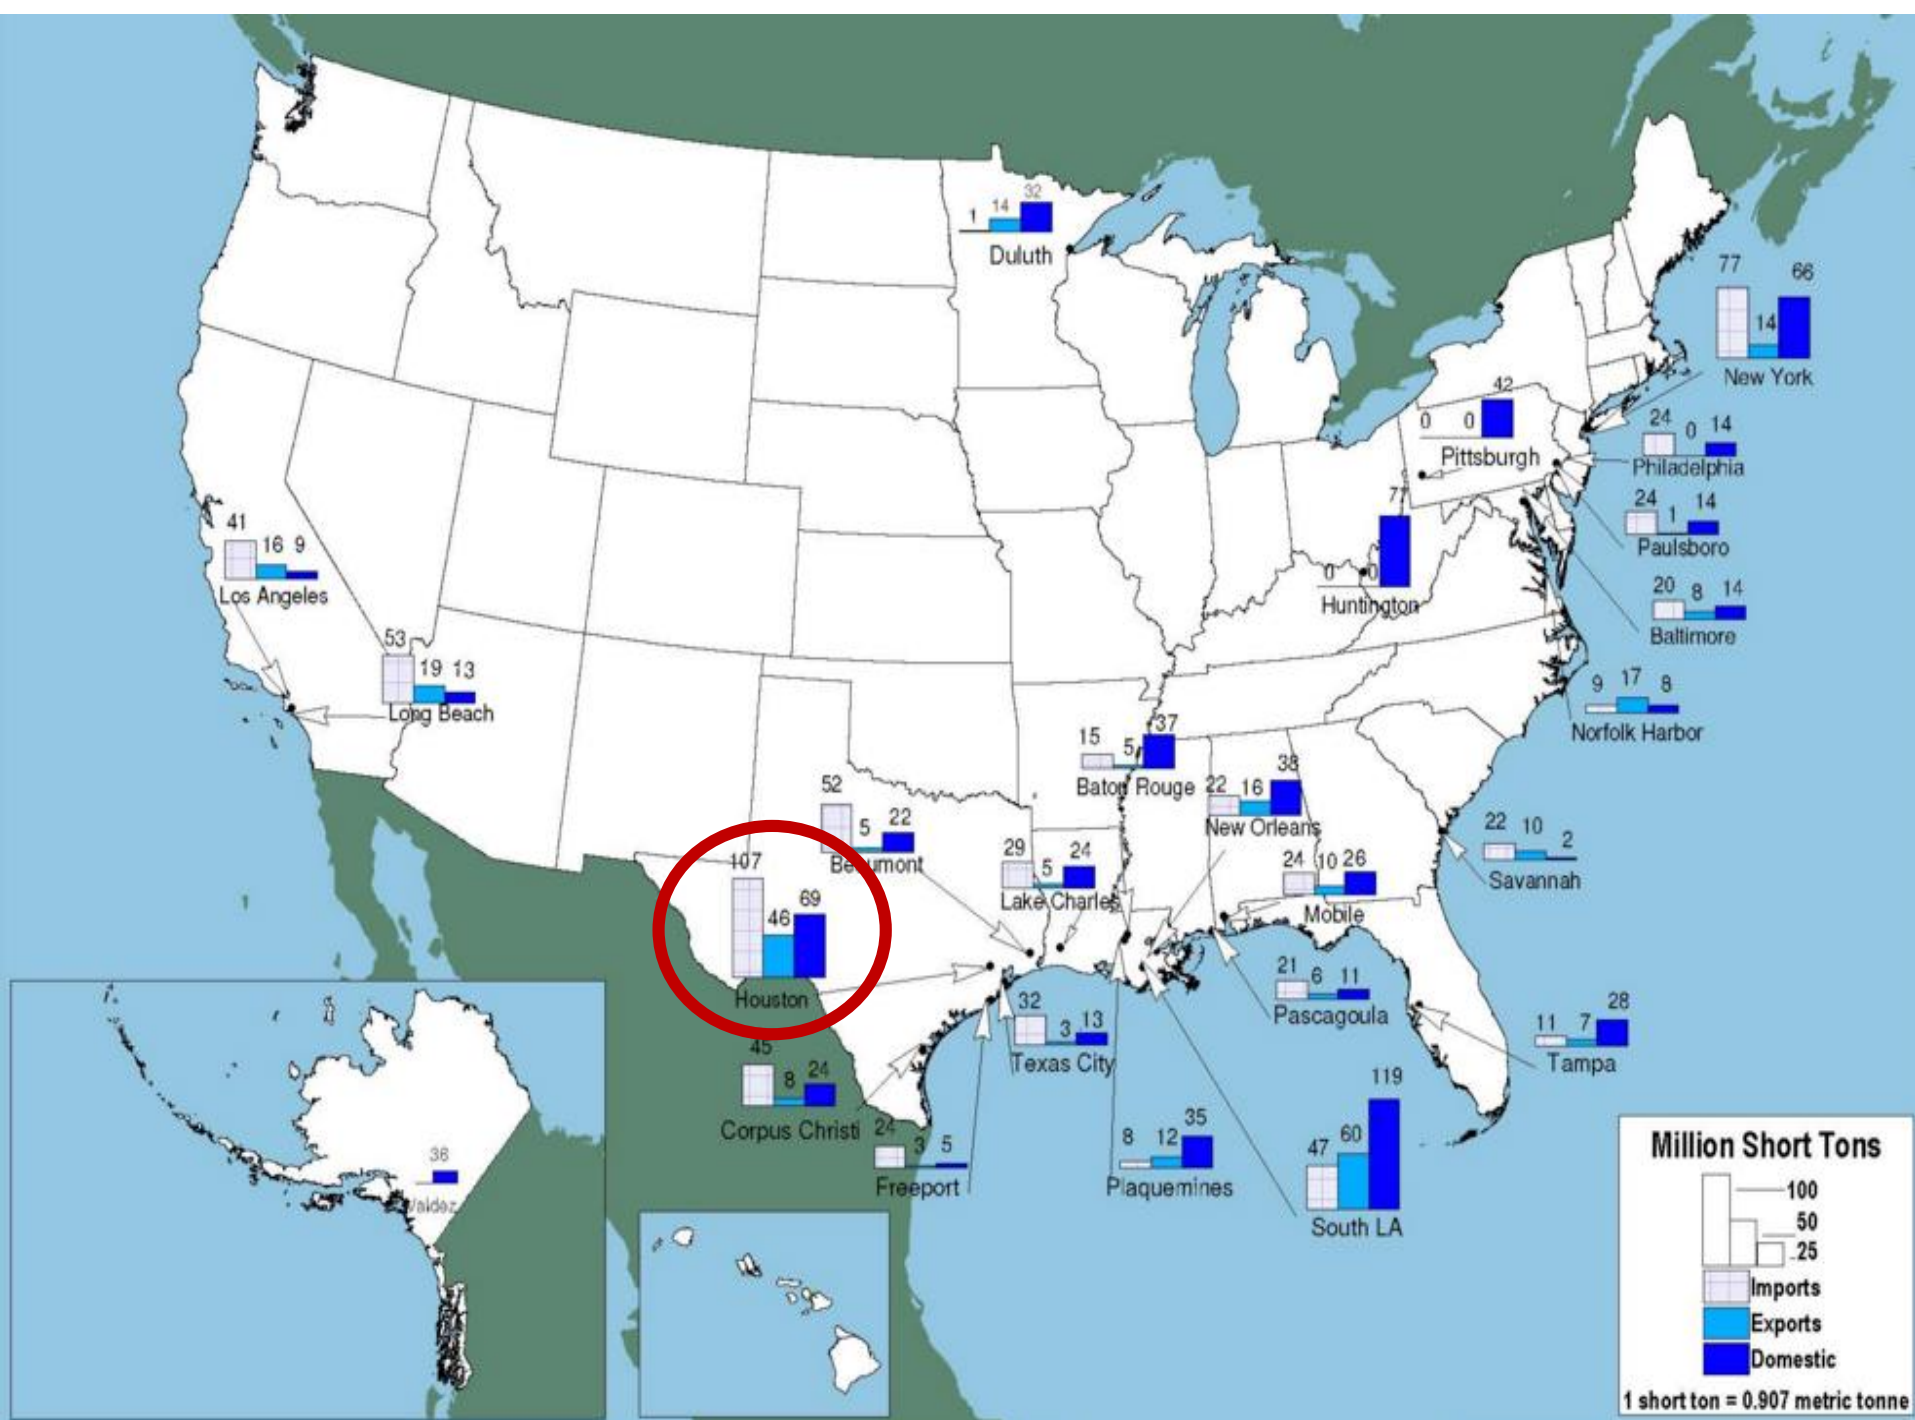 32
1 14
Duluth
77 66
14
New York
42
0 0
Pittsburgh
24 0 14
Philadelphia
24 1 14
Paulsboro
0 0
Huntington
20 8 14
Baltimore
9 17 8
Norfolk Harbor
41
16 9
Los Angeles
53
19 13
Long Beach
37
15 5
Baton Rouge
38
22 16
New Orleans
52
5 22
Beaumont
29 5 24
Lake Charles
24 10 26
Mobile
22 10 2
Savannah
107
46 69
Houston
21 6 11
Pascagoula
32 3 13
Texas City
11 7 28
Tampa
45
8 24
Corpus Christi
24 3 5
Freeport
8 12 35
Plaquemines
119
47 60
South LA
36
Valdez
Million Short Tons
100
50
25
Imports
Exports
Domestic
1 short ton = 0.907 metric tonne